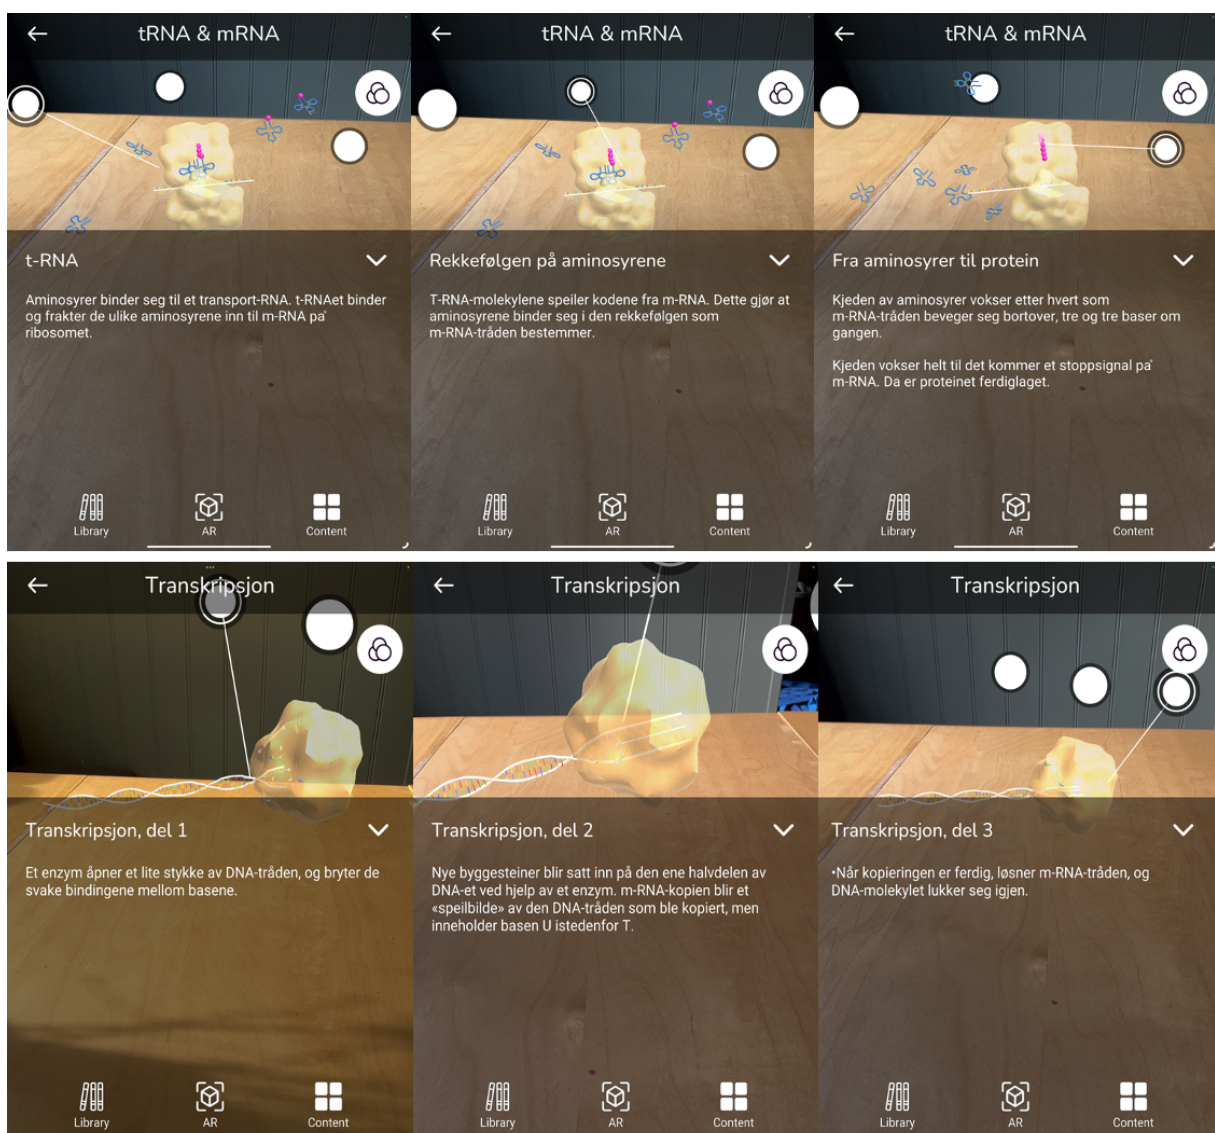 tRNA & mRNA
t-RNA
Aminosyrer binder seg til et transport-RNA. t-RNAet binder
og frakter de ulike aminosyrene inn til m-RNA på
ribosomet.
Library
AR
Content
tRNA & mRNA
Rekkefølgen på aminosyrene
T-RNA-molekylene speiler kodene fra m-RNA. Dette gjør at
aminosyrene binder seg i den rekkefølgen som
m-RNA-tråden bestemmer.
Library
AR
Content
tRNA & mRNA
Fra aminosyrer til protein
Kjeden av aminosyrer vokser etter hvert som
m-RNA-tråden beveger seg bortover, tre og tre baser om
gangen.
Kjeden vokser helt til det kommer et stoppsignal på
m-RNA. Da er proteinet ferdiglaget.
Library
AR
Content
Transkripsjon
Transkripsjon, del 1
Et enzym åpner et lite stykke av DNA-tråden, og bryter de
svake bindingene mellom basene.
Library
AR
Content
Transkripsjon
Transkripsjon, del 2
Nye byggesteiner blir satt inn på den ene halvdelen av
DNA-et ved hjelp av et enzym. m-RNA-kopien blir et
«speilbilde» av den DNA-tråden som ble kopiert, men
inneholder basen U istedenfor T.
Library
AR
Content
Transkripsjon
Transkripsjon, del 3
•Når kopieringen er ferdig, løsner m-RNA-tråden, og
DNA-molekylet lukker seg igjen.
Library
AR
Content